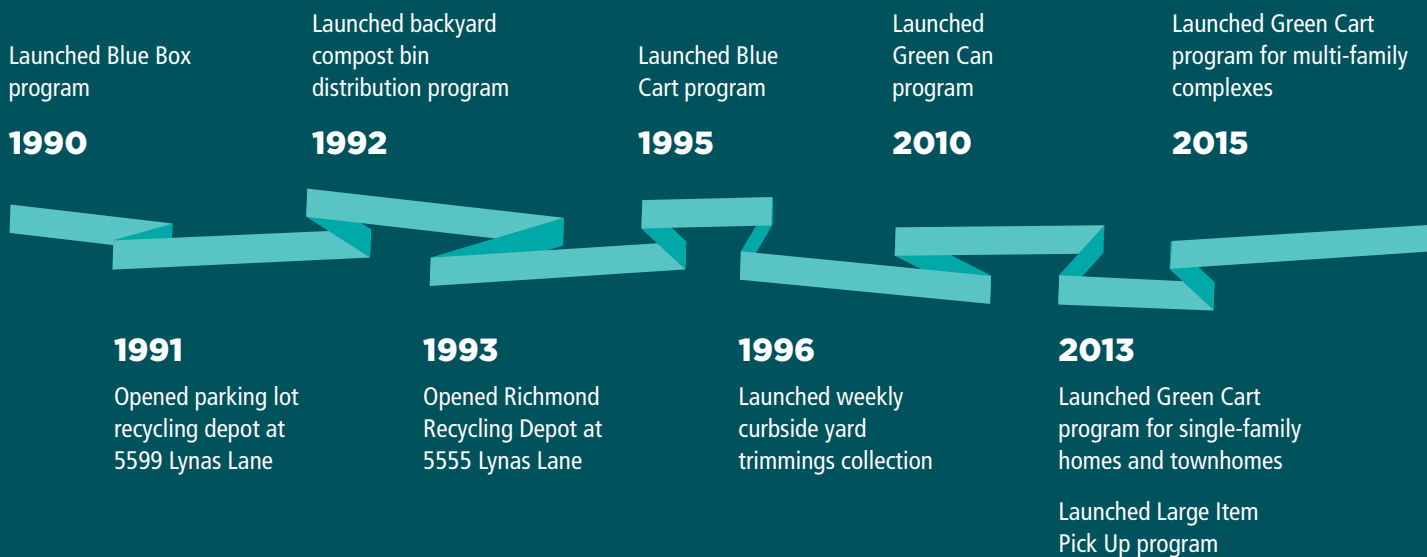 Launched Blue Box
program
1990
1991
Opened parking lot
recycling depot at
5599 Lynas Lane
Launched backyard
compost bin
distribution program
1992
1993
Opened Richmond
Recycling Depot at
5555 Lynas Lane
Launched Blue
Cart program
1995
1996
Launched weekly
curbside yard
trimmings collection
Launched
Green Can
program
2010
2013
Launched Green Cart
program for single-family
homes and townhomes
Launched Large Item
Pick Up program
Launched Green Cart
program for multi-family
complexes
2015